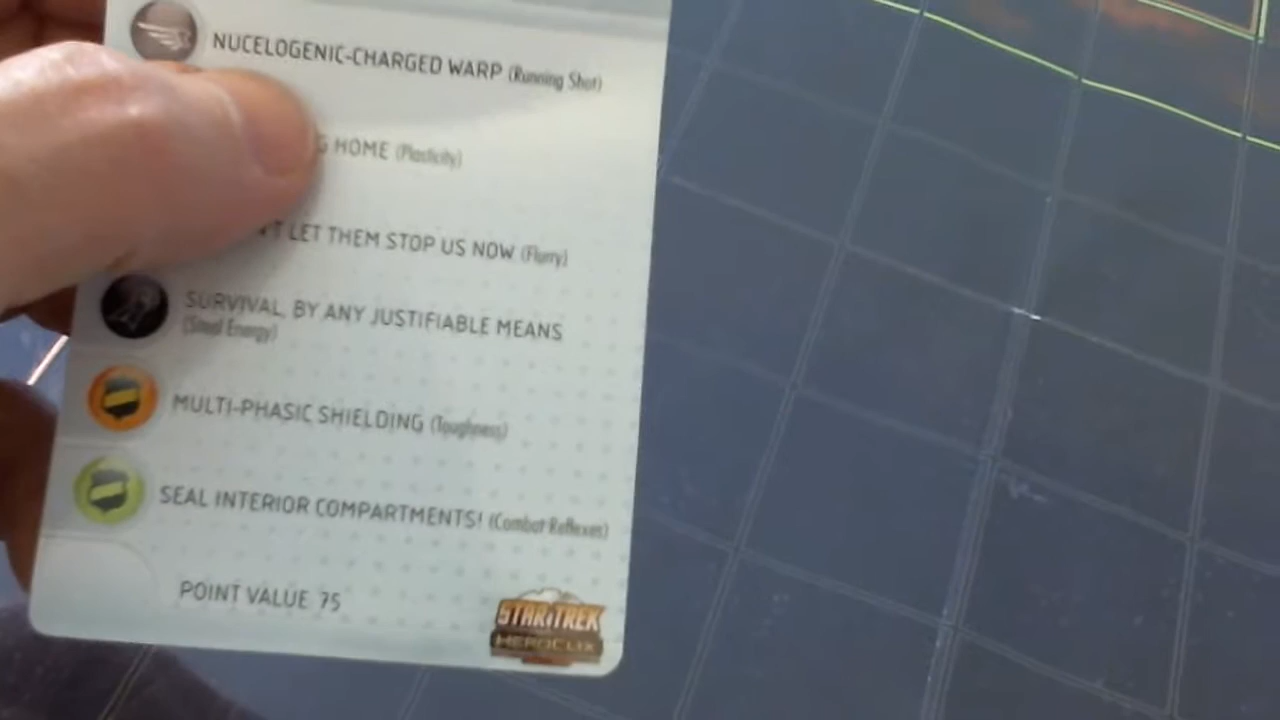 NUCELOGENIC-CHARGED WARP (Running Shot)
HOME (Plasticity)
LET THEM STOP US NOW (Flurry)
SURVIVAL, BY ANY JUSTIFIABLE MEANS
(Steal Energy)
MULTI-PHASIC SHIELDING (Toughness)
SEAL INTERIOR COMPARTMENTS! (Combat Reflexes)
POINT VALUE 75
STAR TREK
HEROCLIX